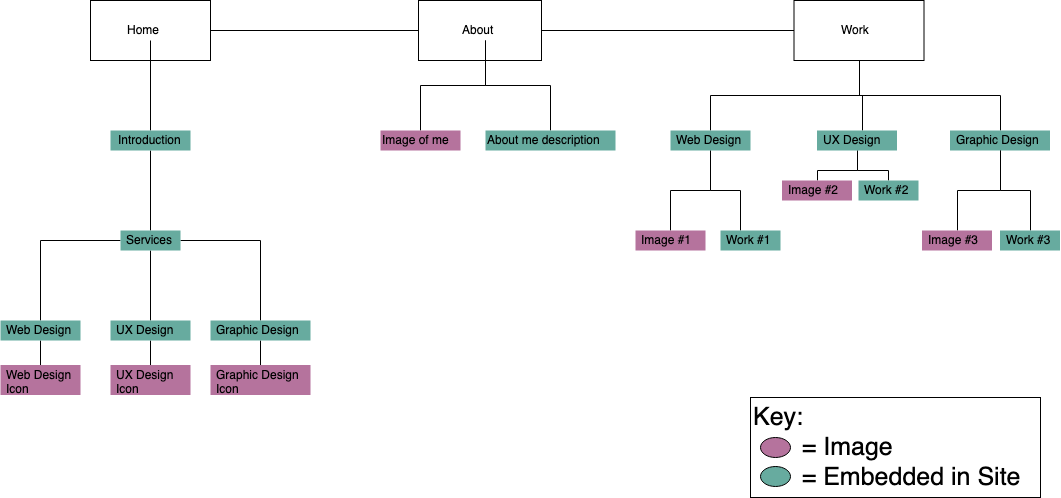 Home
About
Work
Introduction
Image of me
About me description
Web Design
UX Design
Graphic Design
Image #2
Work #2
Services
Image #1
Work #1
Image #3
Work #3
Web Design
UX Design
Graphic Design
Web Design
Icon
UX Design
Icon
Graphic Design
Icon
Key:
= Image
= Embedded in Site